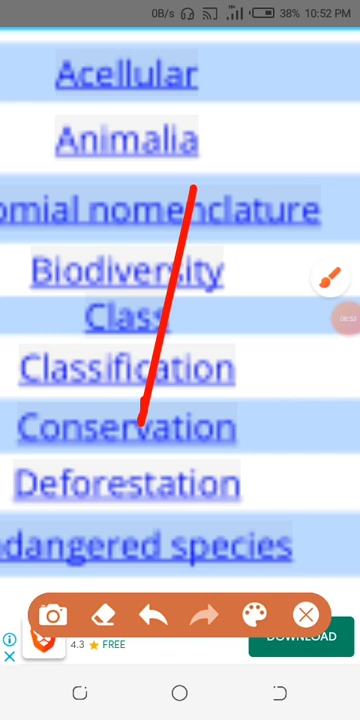 0B/s 38% 10:52 PM
Acellular
Animalia
omial nomenclature
Biodiversity
Class
Classification
Conservation
Deforestation
dangered species
4.3 ★ FREE
DOWNLOAD